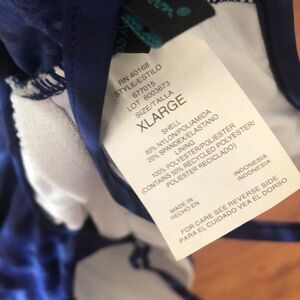 RN 40168
STYLE/ESTILO
677015
LOT 6003673
SIZE/TALLA
XLARGE
SHELL
80% NYLON/POLIAMIDA
20% SPANDEX/ELASTANO
LINING
100% POLYESTER/POLIESTER
(CONTAINS 50% RECYCLED POLYESTER/
POLIESTER RECICLADO)
MADE IN INDONESIA
HECHO EN INDONESIA
FOR CARE SEE REVERSE SIDE
PARA EL CUIDADO VEA EL DORSO